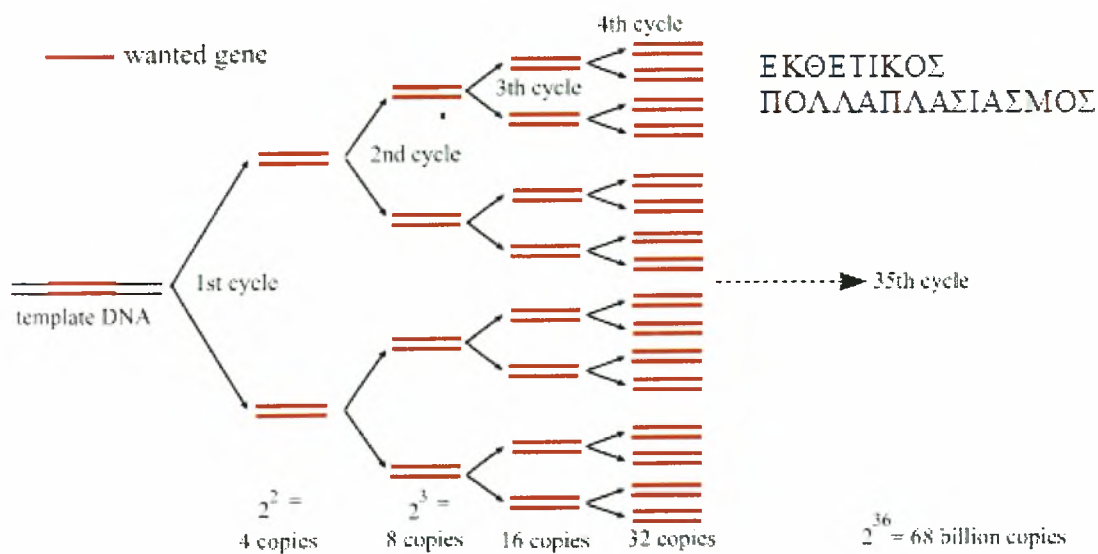 4th cycle
wanted gene
ΕΚΘΕΤΙΚΟΣ
ΠΟΛΛΑΠΛΑΣΙΑΣΜΟΣ
3th cycle
2nd cycle
1st cycle
35th cycle
template DNA
2^2 =
4 copies
2^3 =
8 copies
16 copies
32 copies
2^36 = 68 billion copies